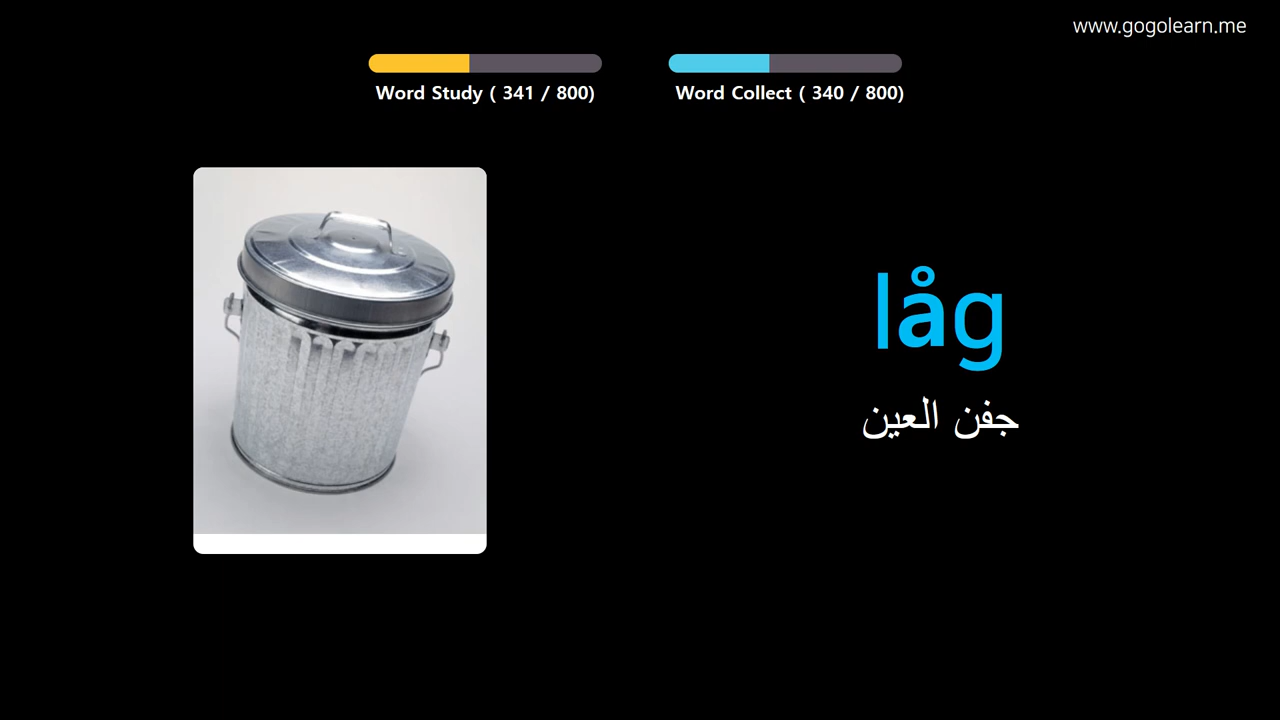 www.gogolearn.me
Word Study ( 341 / 800)
Word Collect ( 340 / 800)
låg
جفن العين